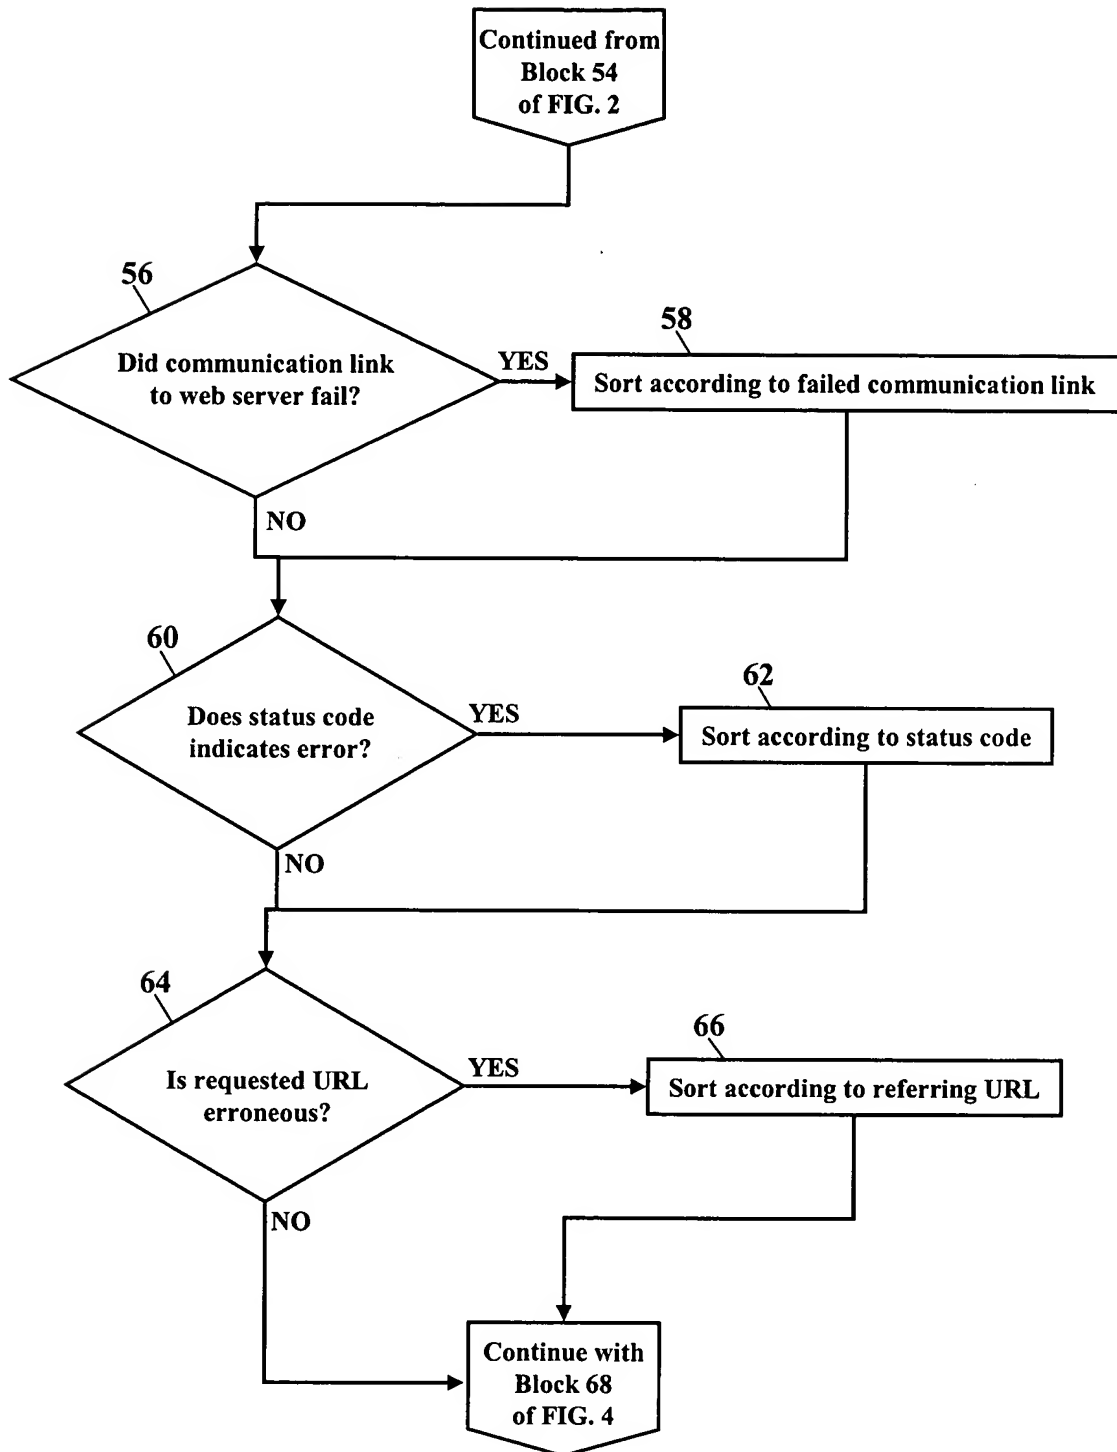 Continued from
Block 54
of FIG. 2
56
Did communication link
to web server fail?
YES
58
Sort according to failed communication link
NO
60
Does status code
indicates error?
YES
62
Sort according to status code
NO
64
Is requested URL
erroneous?
YES
66
Sort according to referring URL
NO
Continue with
Block 68
of FIG. 4